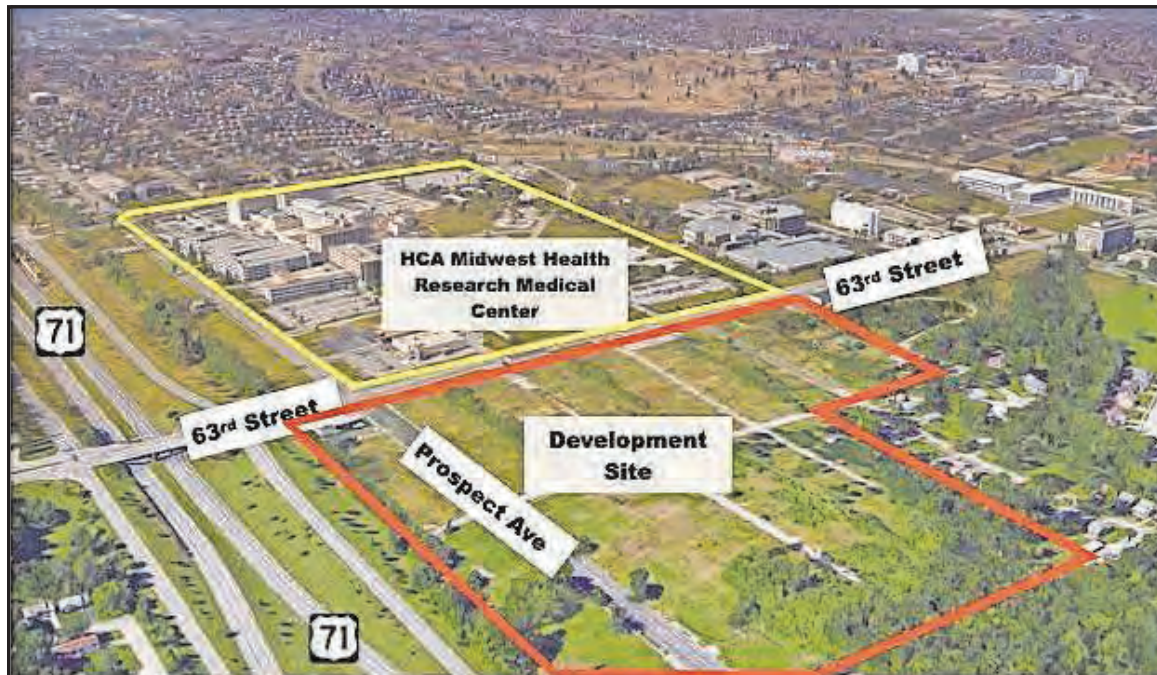 HCA Midwest Health
Research Medical
Center
63rd Street
71
63rd Street
Development
Site
Prospect Ave
71